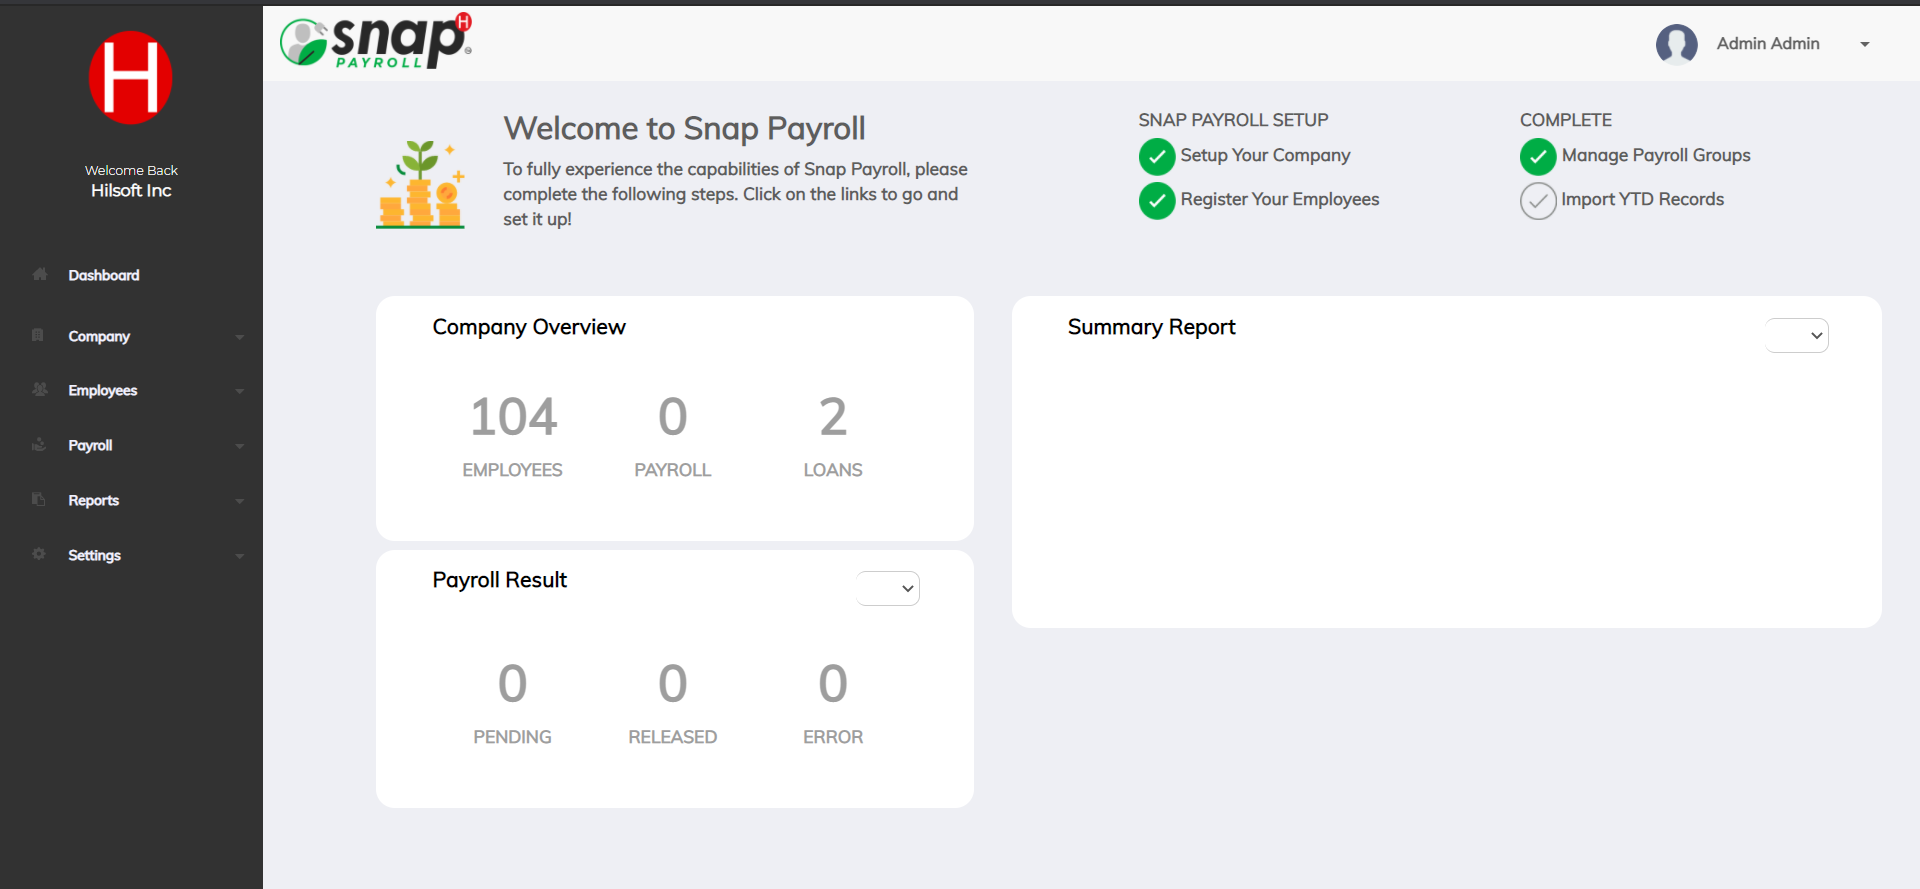 H
Welcome Back
Hilsoft Inc
Dashboard
Company
Employees
Payroll
Reports
Settings
snap H
PAYROLL
Admin Admin
Welcome to Snap Payroll
To fully experience the capabilities of Snap Payroll, please
complete the following steps. Click on the links to go and
set it up!
SNAP PAYROLL SETUP
Setup Your Company
Register Your Employees
COMPLETE
Manage Payroll Groups
Import YTD Records
Company Overview
104 0 2
EMPLOYEES PAYROLL LOANS
Payroll Result
0 0 0
PENDING RELEASED ERROR
Summary Report